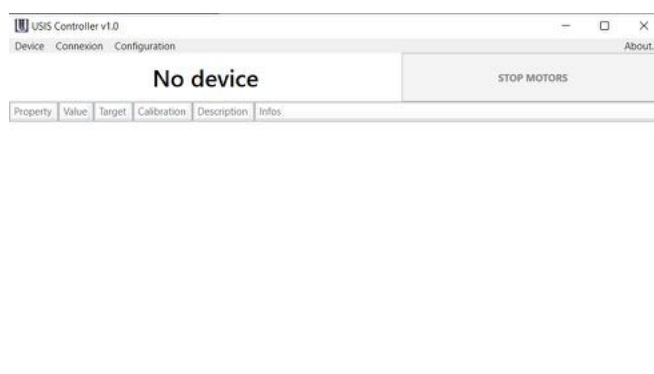 USIS Controller v1.0
Device Connexion Configuration About.
No device STOP MOTORS
Property Value Target Calibration Description Infos